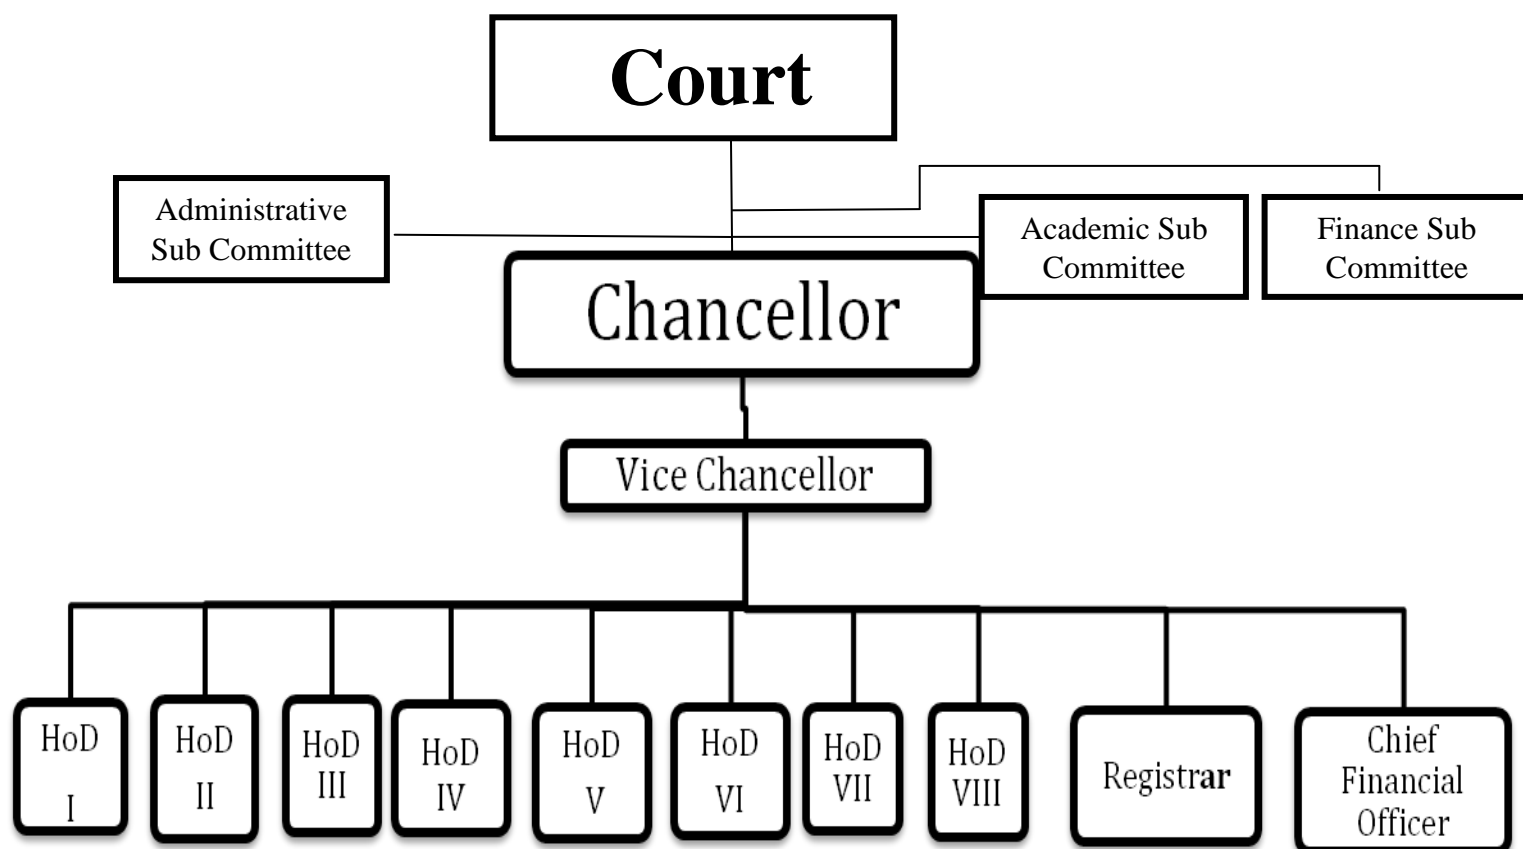 Court
Administrative
Sub Committee
Academic Sub
Committee
Finance Sub
Committee
Chancellor
Vice Chancellor
HoD
I
HoD
II
HoD
III
HoD
IV
HoD
V
HoD
VI
HoD
VII
HoD
VIII
Registrar
Chief
Financial
Officer